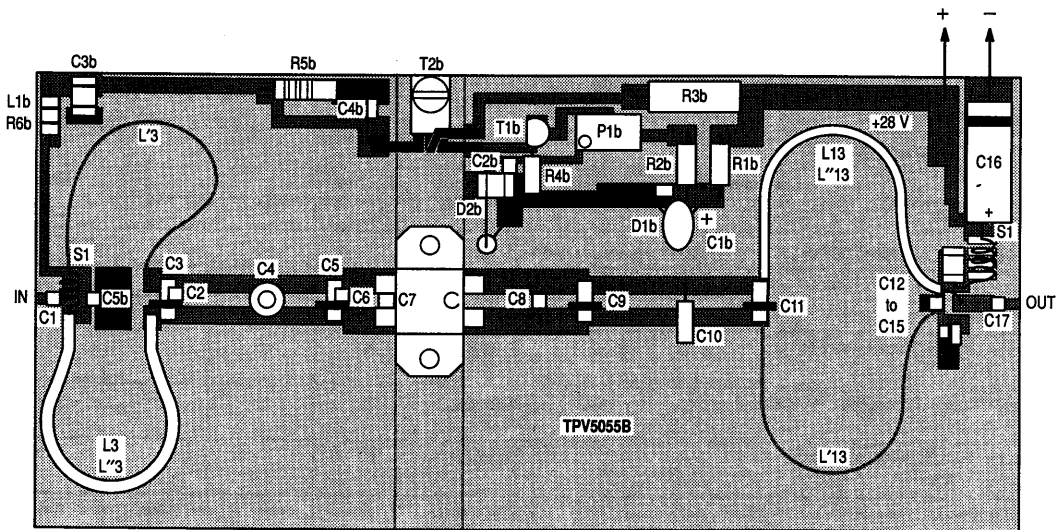 + −
C3b
R5b
T2b
L1b
R6b
C4b
R3b
T1b
P1b
+28 V
L'3
C2b
R4b
R2b
R1b
L13
L''13
C16
D2b
D1b
+
C1b
+
S1
S1
C3
C4
C5
IN
C5b
C2
C6
C7
C8
C9
C11
C12
to
C15
OUT
C1
C10
C17
L3
L''3
TPV5055B
L'13